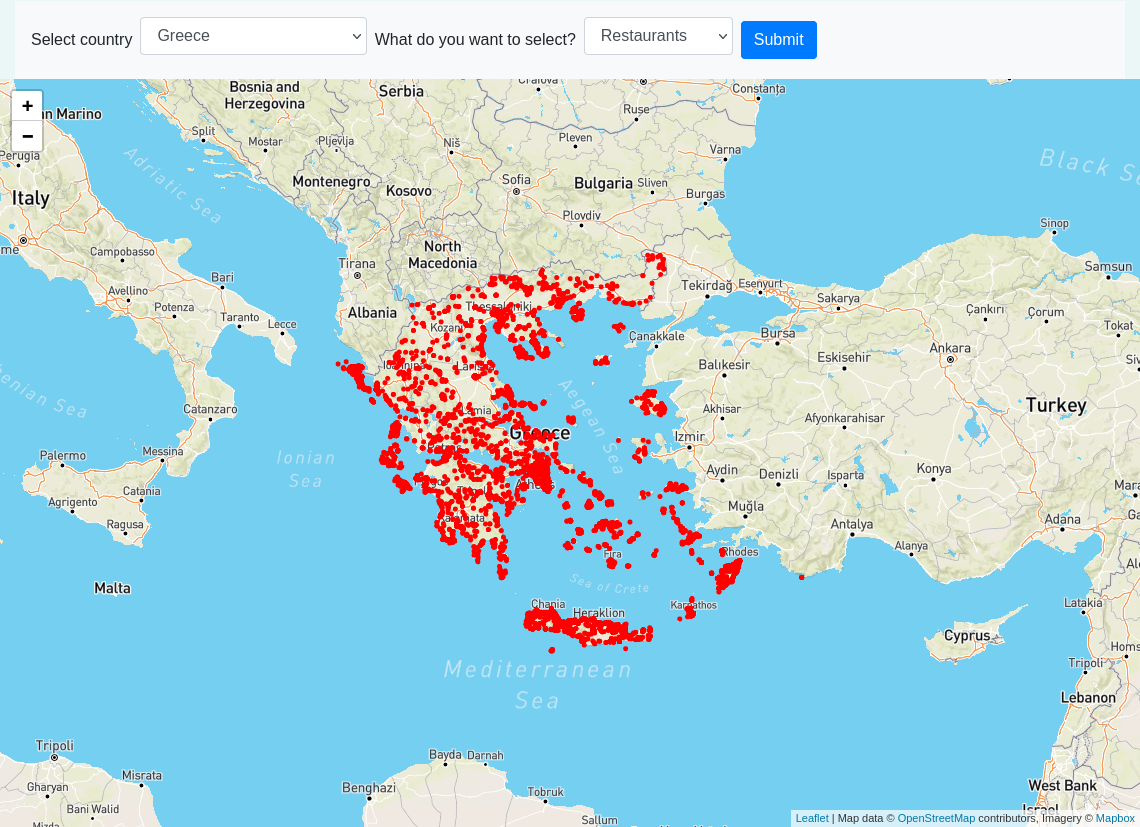 Select country Greece What do you want to select? Restaurants Submit
+
−
Bosnia and
Herzegovina
Serbia
Craiova
Constanța
Ruse
Split
Mostar
Pljevlja
Niš
Pleven
Varna
Perugia
Adriatic Sea
Montenegro
Kosovo
Sofia
Bulgaria
Sliven
Burgas
Black Se
Italy
Plovdiv
Sinop
Campobasso
North
Macedonia
Tirana
Bari
Samsun
Avellino
Potenza
Taranto
Lecce
Albania
Thessaloniki
Tekirdağ
Esenyurt
Sakarya
Çankırı
Çorum
Tokat
Kozani
Çanakkale
Bursa
Eskisehir
Ankara
Balıkesir
Ioannina
Larisa
Aegean Sea
Catanzaro
Akhisar
Afyonkarahisar
Turkey
Lamia
Greece
Izmir
Palermo
Messina
Ionian
Sea
Aydin
Denizli
Isparta
Konya
Agrigento
Catania
Ragusa
Athens
Muğla
Antalya
Adana
Alanya
Kalamata
Fira
Rhodes
Malta
Sea of Crete
Chania
Heraklion
Karpathos
Latakia
Cyprus
Homs
Tripoli
Mediterranean
Sea
Lebanon
Tripoli
Misrata
Bayda
Darnah
Gharyan
Benghazi
Tobruk
West Bank
Bani Walid
Israel
Sallum
Mizda
Leaflet | Map data © OpenStreetMap contributors, Imagery © Mapbox